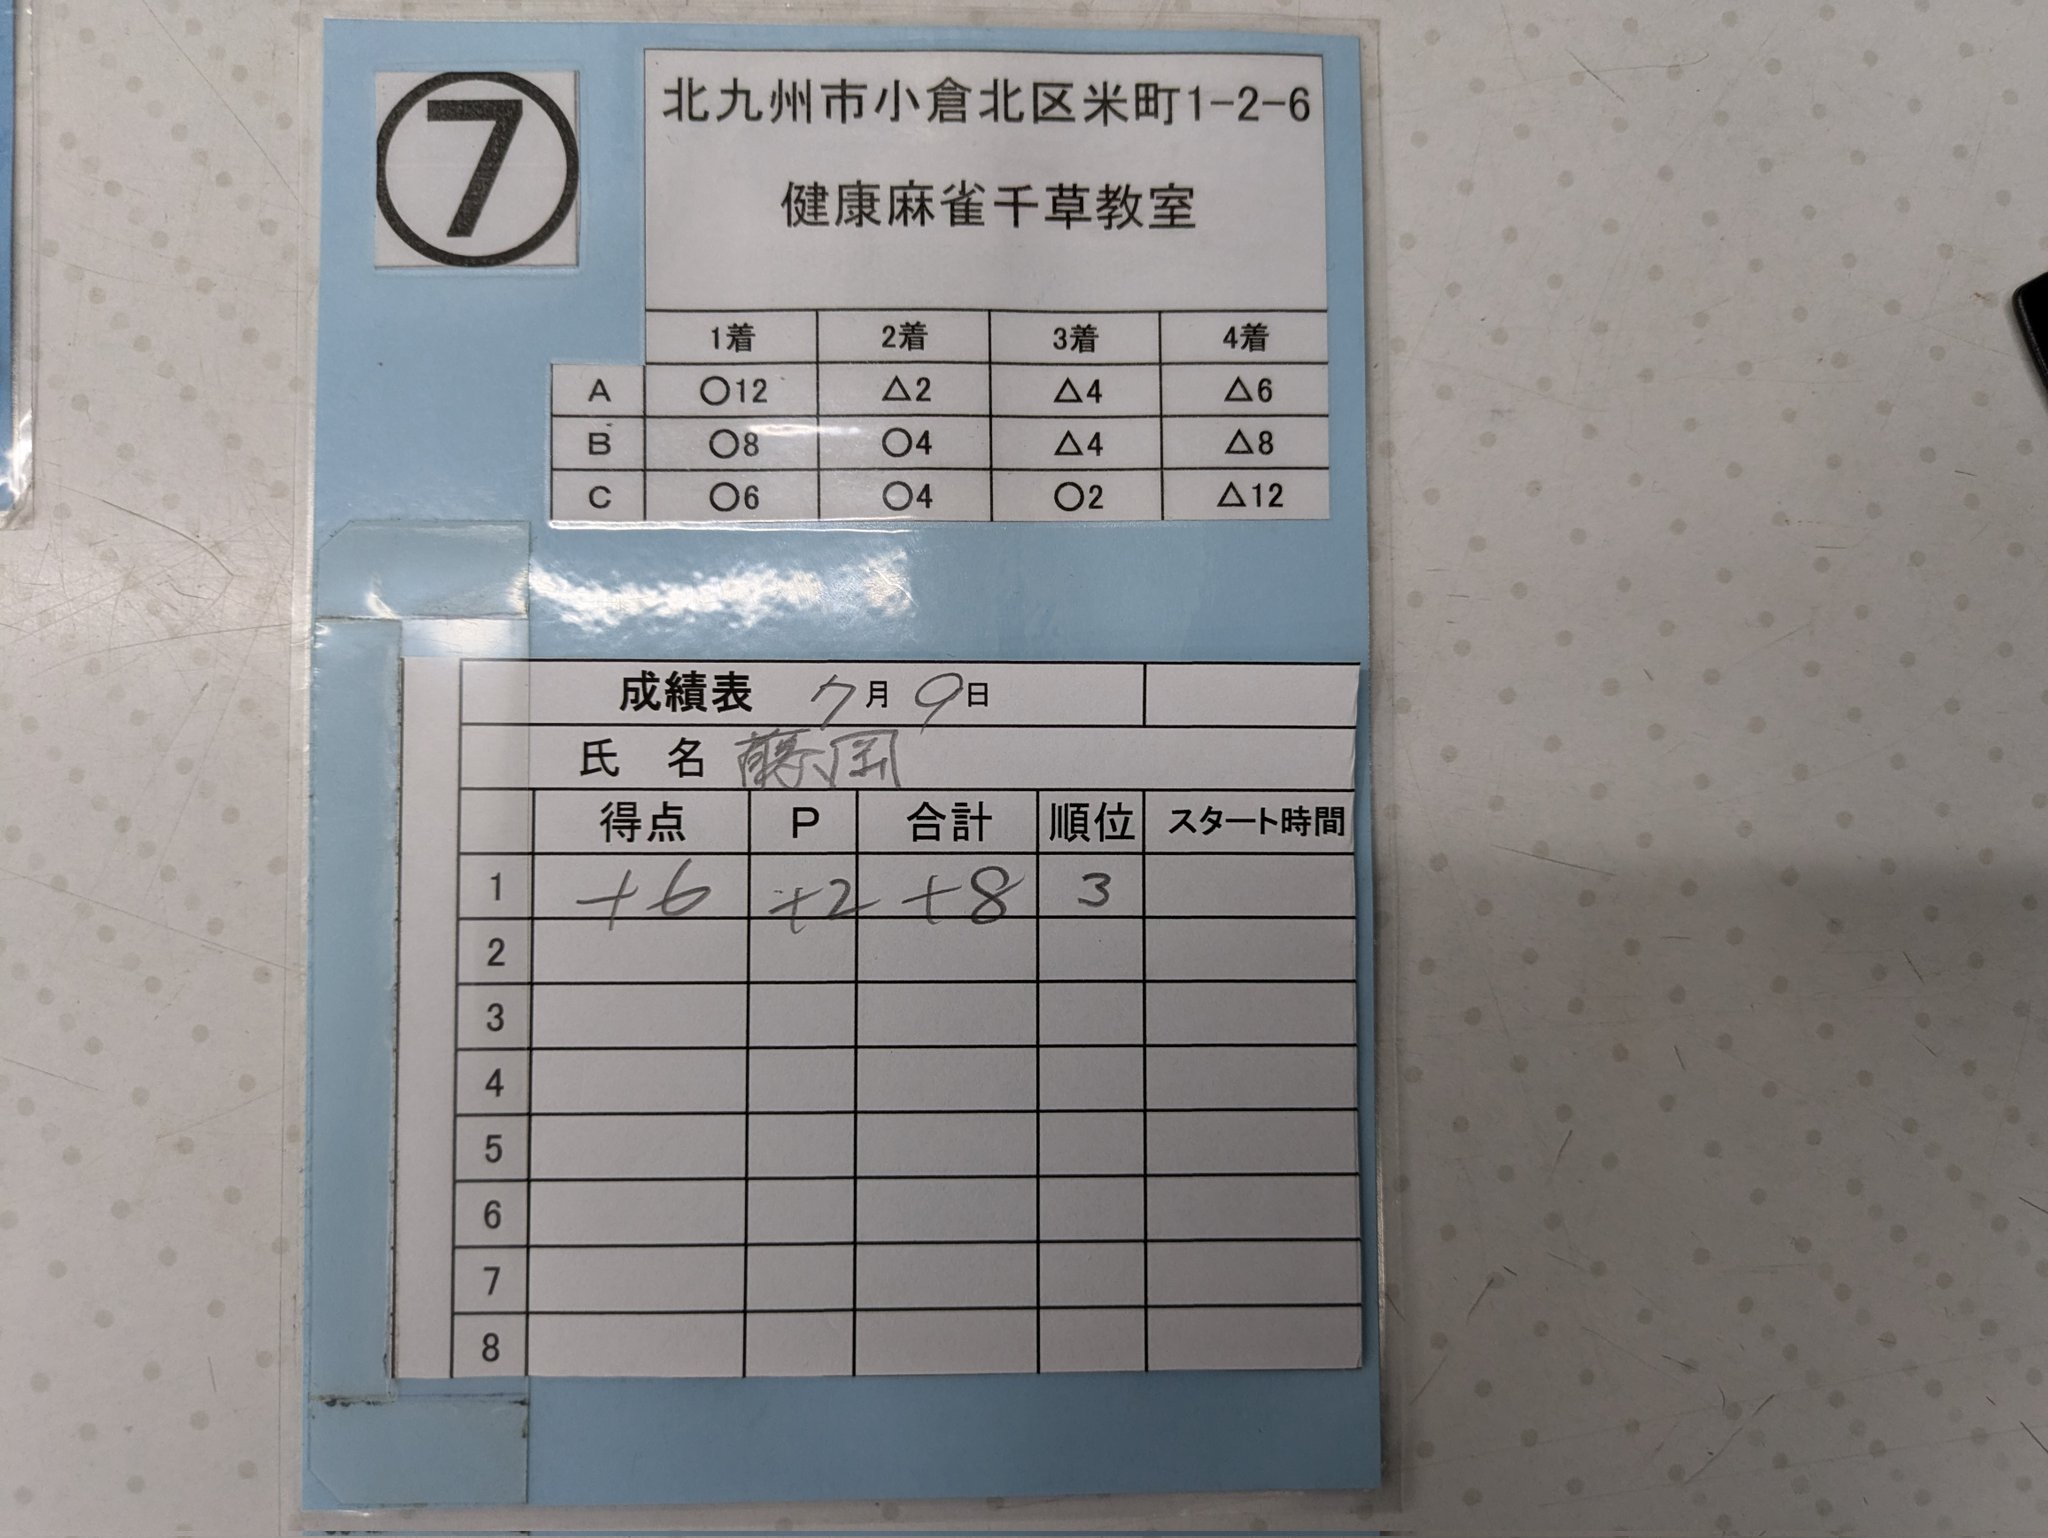 ⑦
北九州市小倉北区米町1-2-6
健康麻雀千草教室
1着 2着 3着 4着
A ○12 △2 △4 △6
B ○8 ○4 △4 △8
C ○6 ○4 ○2 △12
成績表 7月9日
氏 名 藤岡
得点 P 合計 順位 スタート時間
1 +6 +2 +8 3
2
3
4
5
6
7
8